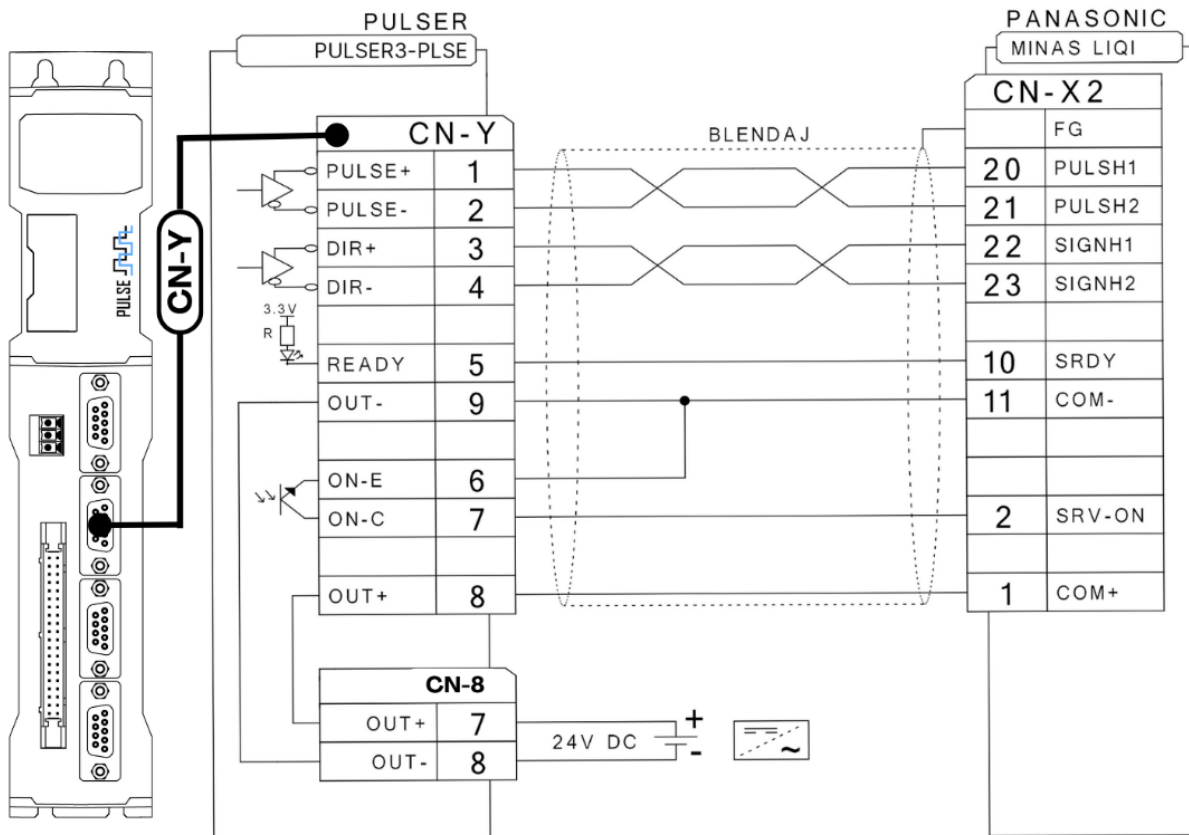 PULSER
PULSER3-PLSE
PANASONIC
MINAS LIQI
CN-X2
FG
CN-Y
BLENDAJ
PULSE+ 1
20 PULSH1
PULSE- 2
21 PULSH2
DIR+ 3
22 SIGNH1
DIR- 4
23 SIGNH2
3.3V
R
READY 5
10 SRDY
OUT- 9
11 COM-
ON-E 6
ON-C 7
2 SRV-ON
OUT+ 8
1 COM+
CN-8
OUT+ 7
OUT- 8
24V DC
+
-
PULSE
CN-Y